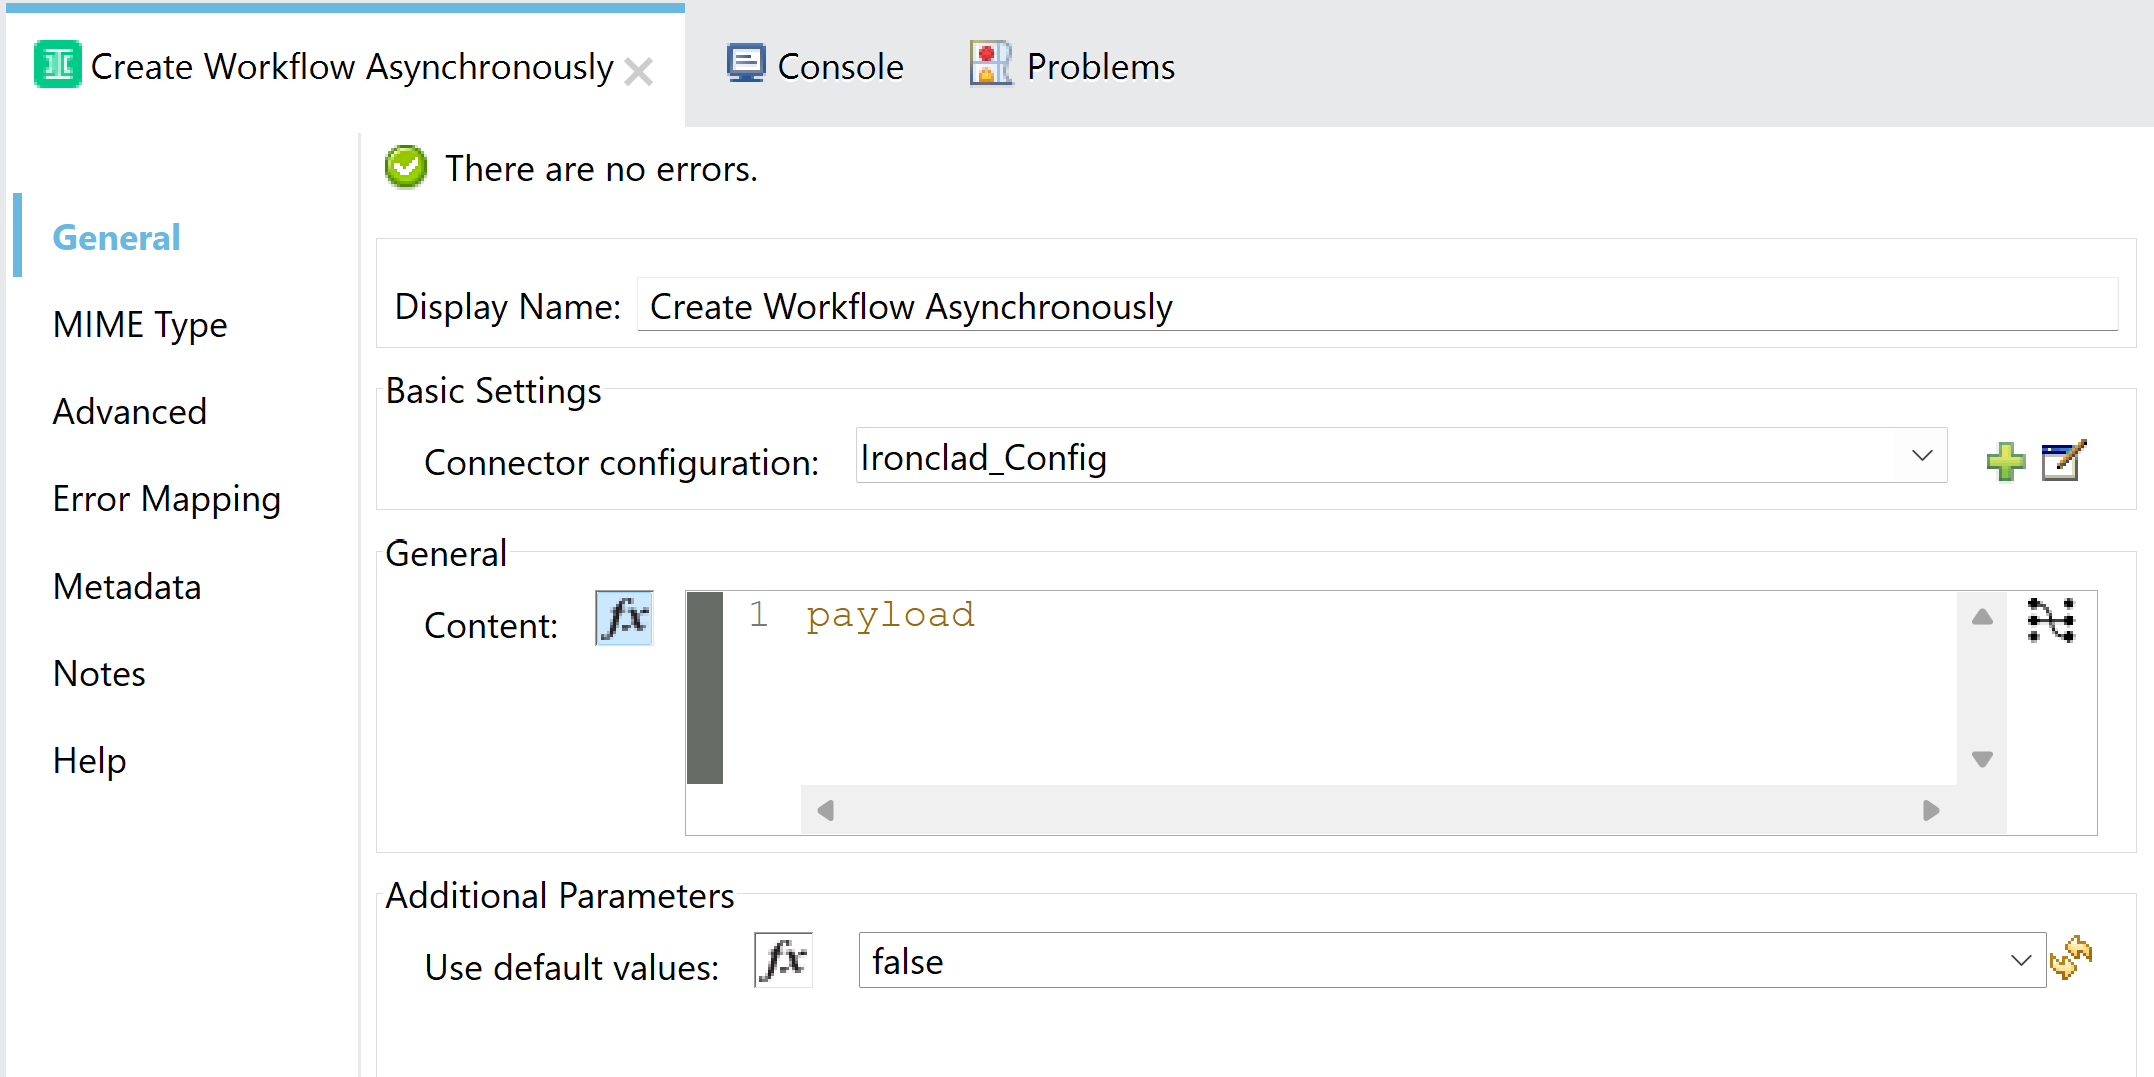 Create Workflow Asynchronously
Console
Problems
There are no errors.
General
MIME Type
Advanced
Error Mapping
Metadata
Notes
Help
Display Name: Create Workflow Asynchronously
Basic Settings
Connector configuration: Ironclad_Config
General
Content: fx 1 payload
Additional Parameters
Use default values: fx false